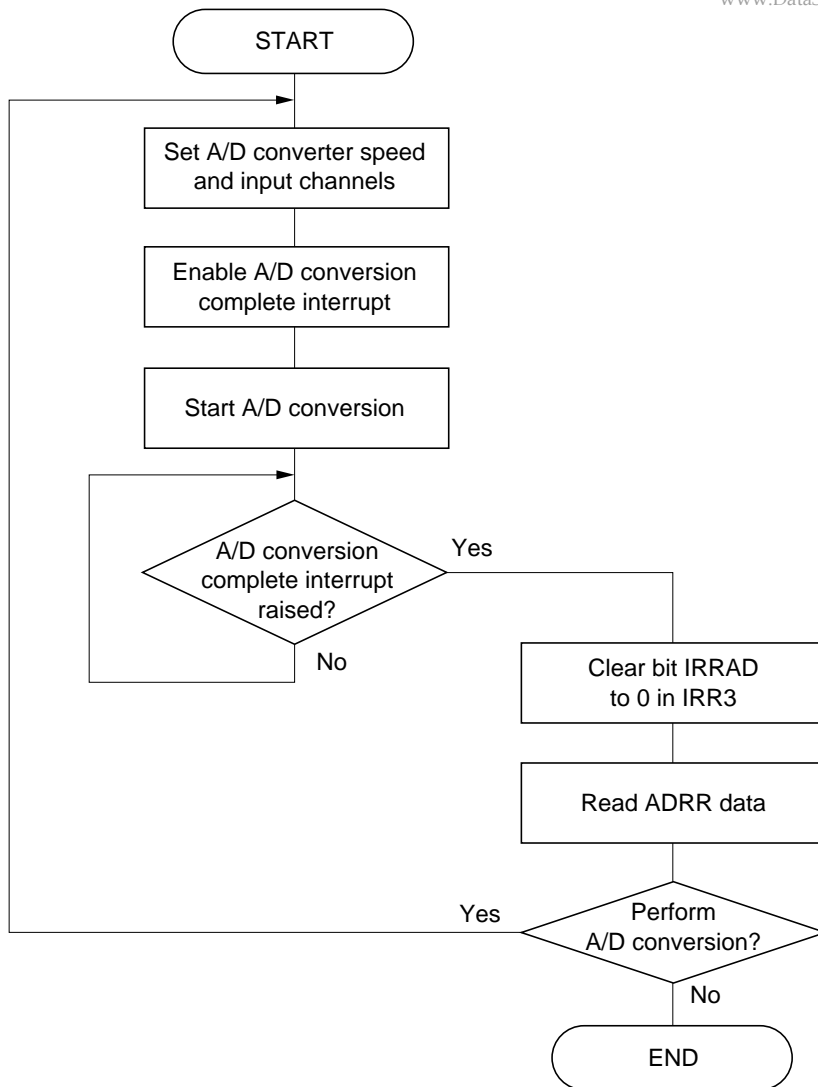 START
Set A/D converter speed
and input channels
Enable A/D conversion
complete interrupt
Start A/D conversion
A/D conversion
complete interrupt
raised?
Yes
No
Clear bit IRRAD
to 0 in IRR3
Read ADRR data
Perform
A/D conversion?
Yes
No
END